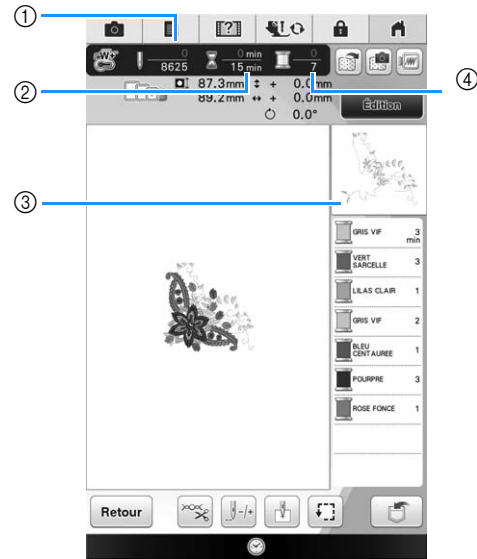 ①
[?]
W+
0
8625
0 min
15 min
0
7
②
④
87.3mm ↕ + 0.0mm
89.2mm ↔ + 0.0mm
0.0°
Édition
③
GRIS VIF 3 min
VERT SARCELLE 3
LILAS CLAIR 1
GRIS VIF 2
BLEU CENTAUREE 1
POURPRE 3
ROSE FONCE 1
Retour
-/+